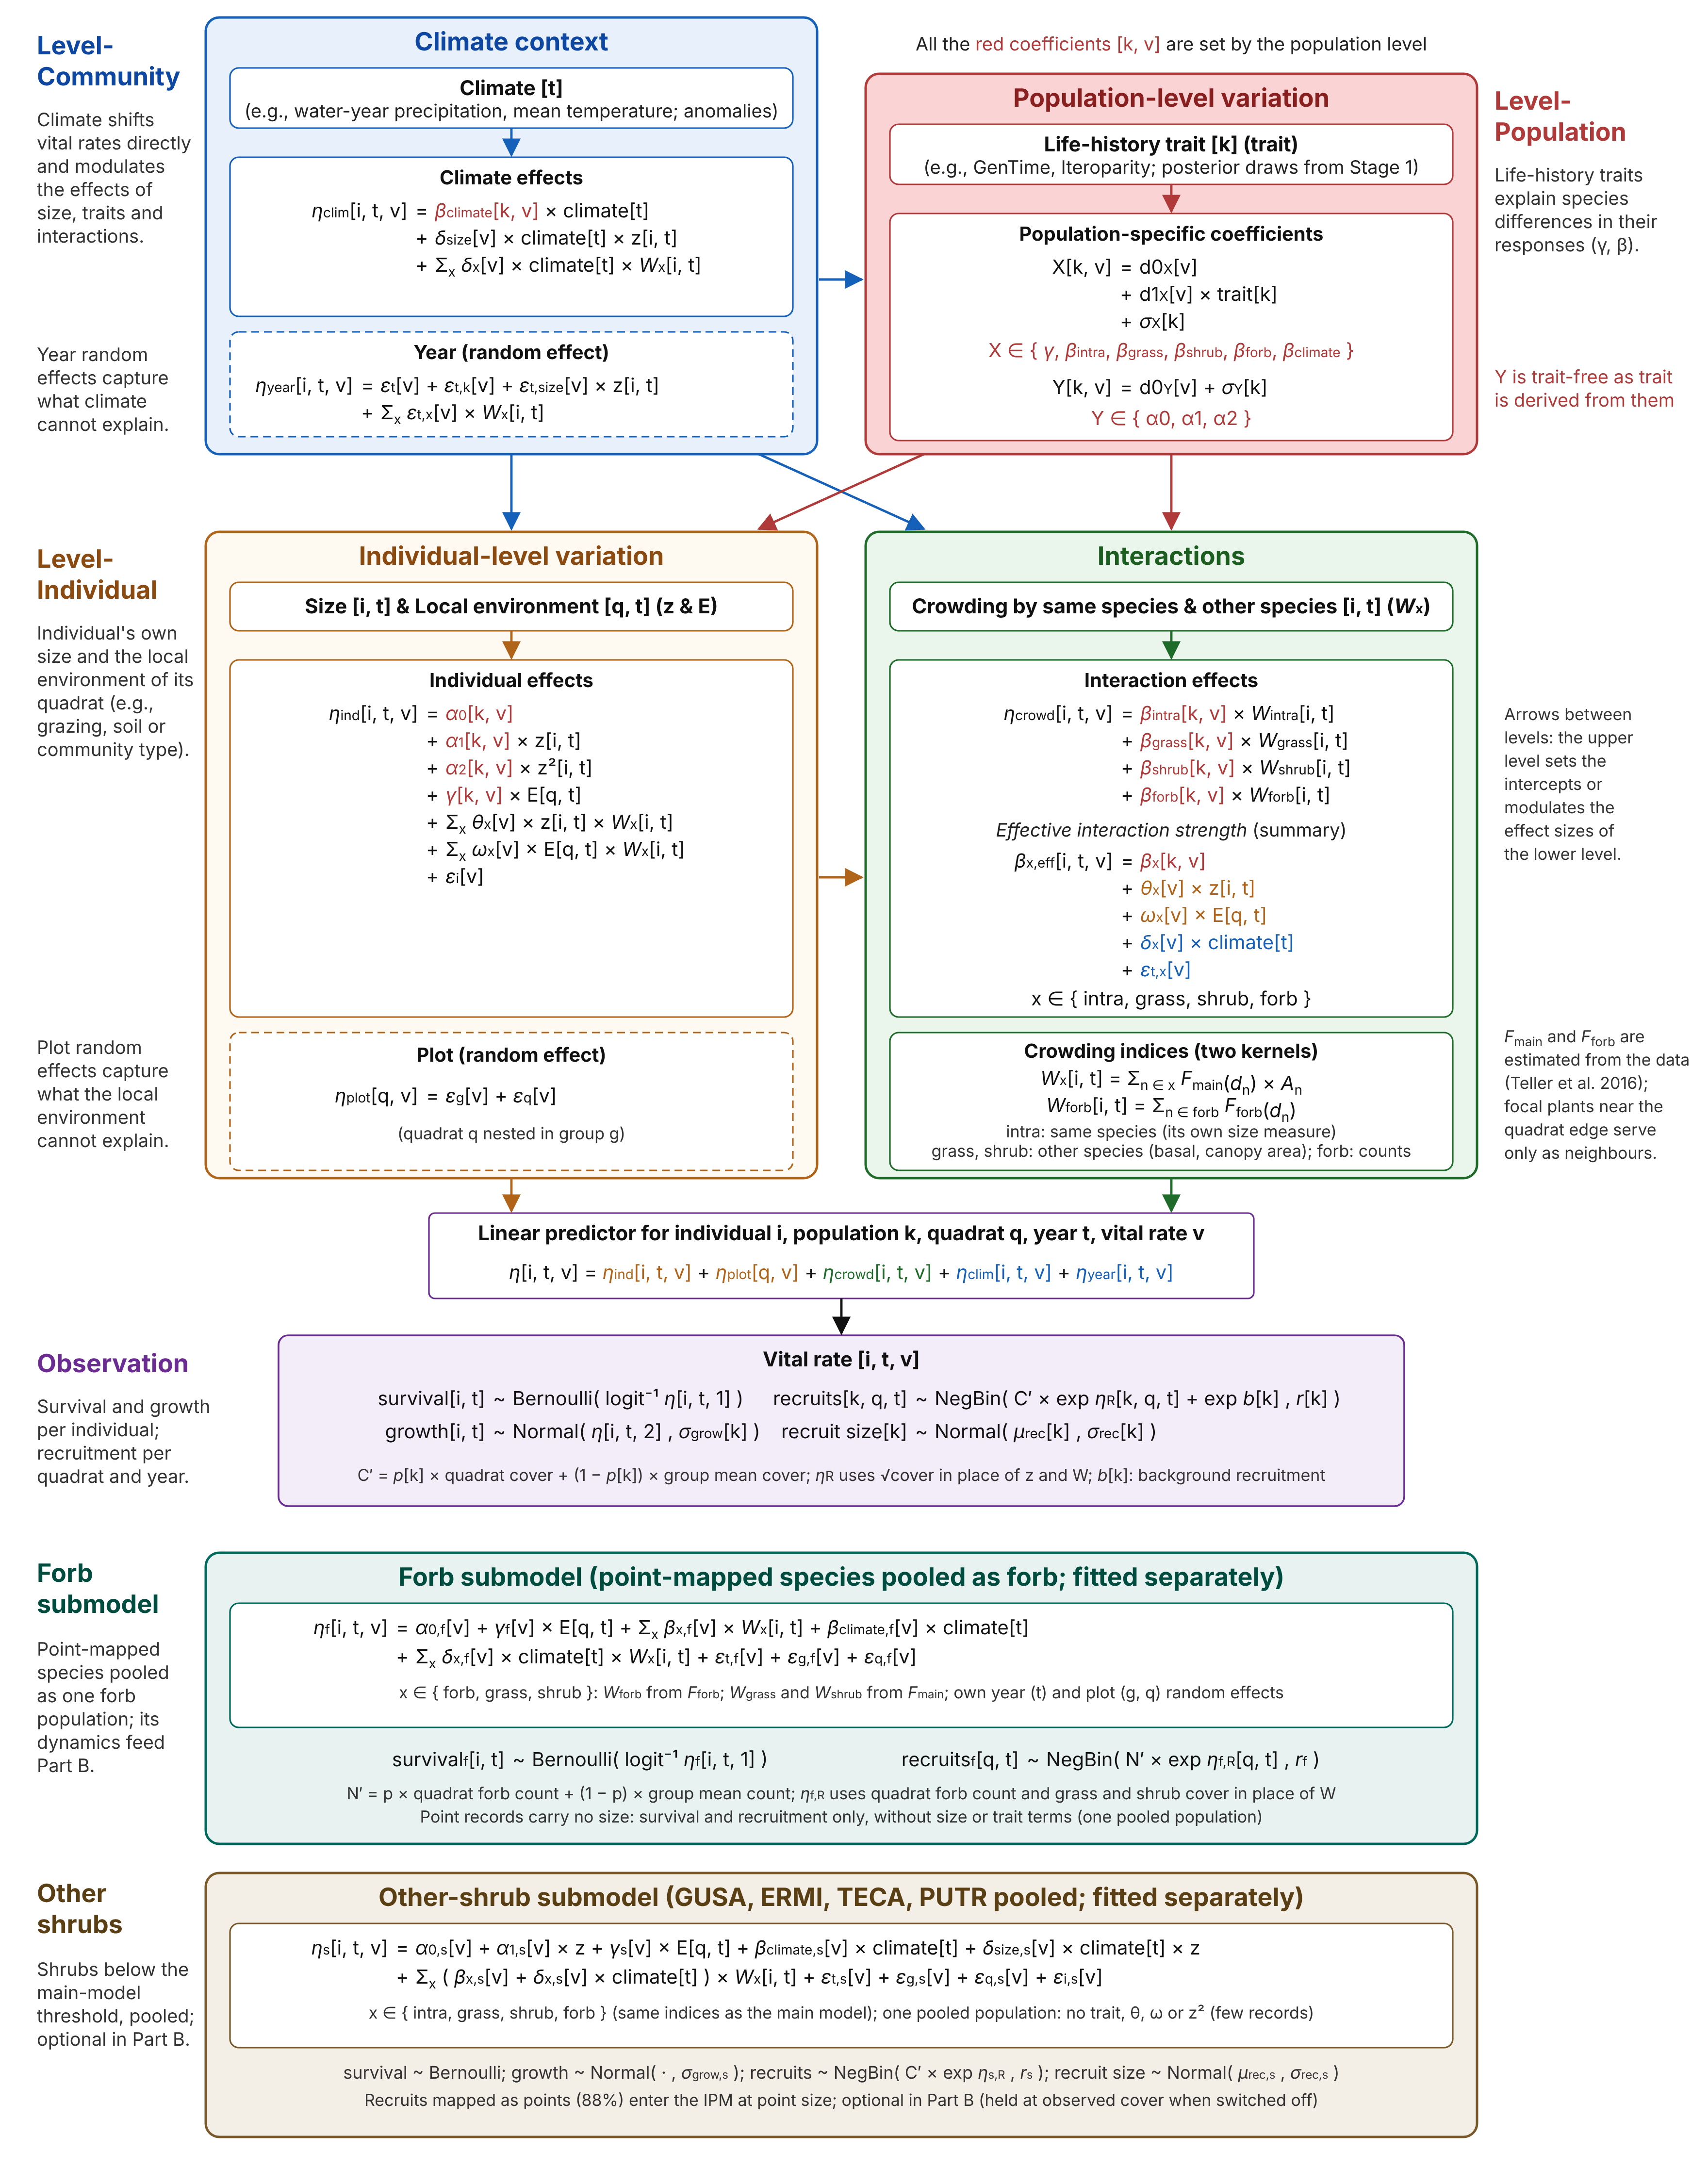 Level-
Community
Climate shifts
vital rates directly
and modulates
the effects of
size, traits and
interactions.
Year random
effects capture
what climate
cannot explain.
Climate context
Climate [t]
(e.g., water-year precipitation, mean temperature; anomalies)
Climate effects
ηclim[i, t, v] = βclimate[k, v] × climate[t]
+ δsize[v] × climate[t] × z[i, t]
+ Σx δx[v] × climate[t] × Wx[i, t]
Year (random effect)
ηyear[i, t, v] = εt[v] + εt,k[v] + εt,size[v] × z[i, t]
+ Σx εt,x[v] × Wx[i, t]
All the red coefficients [k, v] are set by the population level
Population-level variation
Life-history trait [k] (trait)
(e.g., GenTime, Iteroparity; posterior draws from Stage 1)
Population-specific coefficients
X[k, v] = d0X[v]
+ d1X[v] × trait[k]
+ σX[k]
X ∈ { γ, βintra, βgrass, βshrub, βforb, βclimate }
Y[k, v] = d0Y[v] + σY[k]
Y ∈ { α0, α1, α2 }
Level-
Population
Life-history traits
explain species
differences in their
responses (γ, β).
Y is trait-free as trait
is derived from them
Level-
Individual
Individual's own
size and the local
environment of its
quadrat (e.g.,
grazing, soil or
community type).
Plot random
effects capture
what the local
environment
cannot explain.
Individual-level variation
Size [i, t] & Local environment [q, t] (z & E)
Individual effects
ηind[i, t, v] = α0[k, v]
+ α1[k, v] × z[i, t]
+ α2[k, v] × z²[i, t]
+ γ[k, v] × E[q, t]
+ Σx θx[v] × z[i, t] × Wx[i, t]
+ Σx ωx[v] × E[q, t] × Wx[i, t]
+ εi[v]
Plot (random effect)
ηplot[q, v] = εg[v] + εq[v]
(quadrat q nested in group g)
Interactions
Crowding by same species & other species [i, t] (Wx)
Interaction effects
ηcrowd[i, t, v] = βintra[k, v] × Wintra[i, t]
+ βgrass[k, v] × Wgrass[i, t]
+ βshrub[k, v] × Wshrub[i, t]
+ βforb[k, v] × Wforb[i, t]
Effective interaction strength (summary)
βx,eff[i, t, v] = βx[k, v]
+ θx[v] × z[i, t]
+ ωx[v] × E[q, t]
+ δx[v] × climate[t]
+ εt,x[v]
x ∈ { intra, grass, shrub, forb }
Crowding indices (two kernels)
Wx[i, t] = Σn ∈ x Fmain(dn) × An
Wforb[i, t] = Σn ∈ forb Fforb(dn)
intra: same species (its own size measure)
grass, shrub: other species (basal, canopy area); forb: counts
Arrows between
levels: the upper
level sets the
intercepts or
modulates the
effect sizes of
the lower level.
Fmain and Fforb are
estimated from the data
(Teller et al. 2016);
focal plants near the
quadrat edge serve
only as neighbours.
Linear predictor for individual i, population k, quadrat q, year t, vital rate v
η[i, t, v] = ηind[i, t, v] + ηplot[q, v] + ηcrowd[i, t, v] + ηclim[i, t, v] + ηyear[i, t, v]
Observation
Survival and growth
per individual;
recruitment per
quadrat and year.
Vital rate [i, t, v]
survival[i, t] ~ Bernoulli( logit⁻¹ η[i, t, 1] ) recruits[k, q, t] ~ NegBin( C′ × exp ηR[k, q, t] + exp b[k] , r[k] )
growth[i, t] ~ Normal( η[i, t, 2] , σgrow[k] ) recruit size[k] ~ Normal( μrec[k] , σrec[k] )
C′ = p[k] × quadrat cover + (1 − p[k]) × group mean cover; ηR uses √cover in place of z and W; b[k]: background recruitment
Forb
submodel
Point-mapped
species pooled
as one forb
population; its
dynamics feed
Part B.
Forb submodel (point-mapped species pooled as forb; fitted separately)
ηf[i, t, v] = α0,f[v] + γf[v] × E[q, t] + Σx βx,f[v] × Wx[i, t] + βclimate,f[v] × climate[t]
+ Σx δx,f[v] × climate[t] × Wx[i, t] + εt,f[v] + εg,f[v] + εq,f[v]
x ∈ { forb, grass, shrub }: Wforb from Fforb; Wgrass and Wshrub from Fmain; own year (t) and plot (g, q) random effects
survivalf[i, t] ~ Bernoulli( logit⁻¹ ηf[i, t, 1] ) recruitsf[q, t] ~ NegBin( N′ × exp ηf,R[q, t] , rf )
N′ = p × quadrat forb count + (1 − p) × group mean count; ηf,R uses quadrat forb count and grass and shrub cover in place of W
Point records carry no size: survival and recruitment only, without size or trait terms (one pooled population)
Other
shrubs
Shrubs below the
main-model
threshold, pooled;
optional in Part B.
Other-shrub submodel (GUSA, ERMI, TECA, PUTR pooled; fitted separately)
ηs[i, t, v] = α0,s[v] + α1,s[v] × z + γs[v] × E[q, t] + βclimate,s[v] × climate[t] + δsize,s[v] × climate[t] × z
+ Σx ( βx,s[v] + δx,s[v] × climate[t] ) × Wx[i, t] + εt,s[v] + εg,s[v] + εq,s[v] + εi,s[v]
x ∈ { intra, grass, shrub, forb } (same indices as the main model); one pooled population: no trait, θ, ω or z² (few records)
survival ~ Bernoulli; growth ~ Normal( · , σgrow,s ); recruits ~ NegBin( C′ × exp ηs,R , rs ); recruit size ~ Normal( μrec,s , σrec,s )
Recruits mapped as points (88%) enter the IPM at point size; optional in Part B (held at observed cover when switched off)